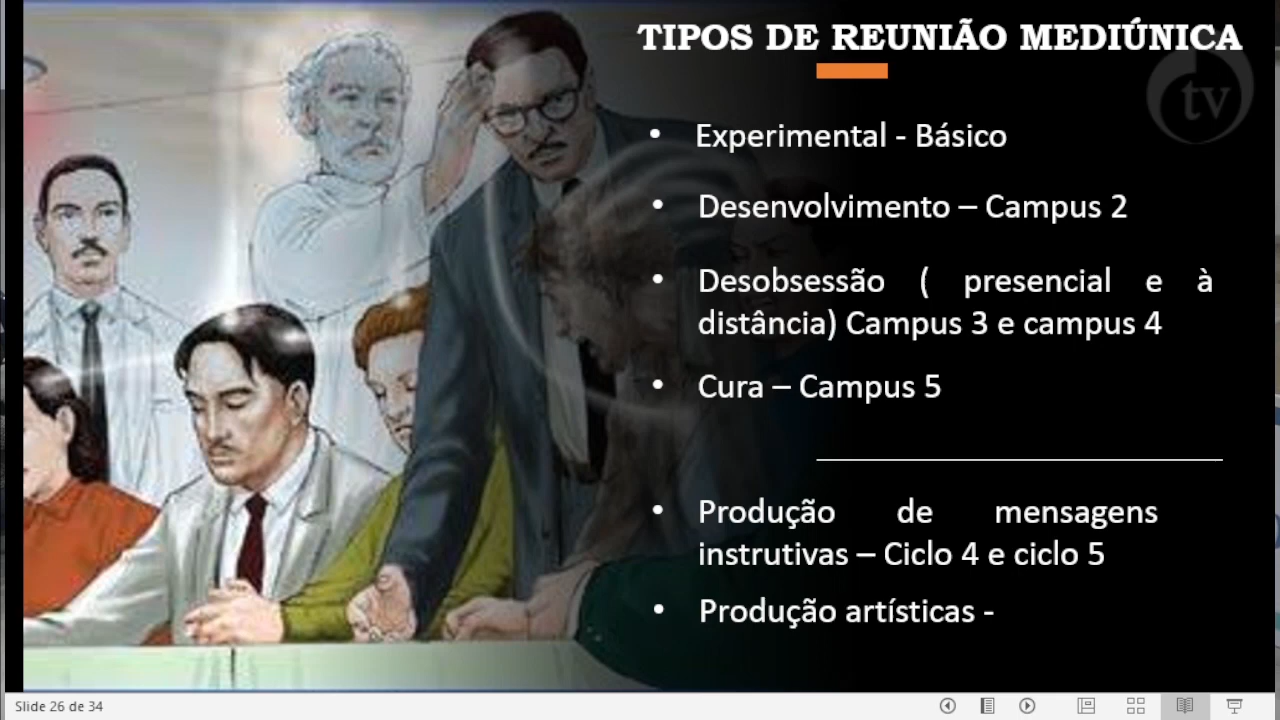 TIPOS DE REUNIÃO MEDIÚNICA
tv
• Experimental - Básico
• Desenvolvimento – Campus 2
• Desobsessão ( presencial e à
distância) Campus 3 e campus 4
• Cura – Campus 5
• Produção de mensagens
instrutivas – Ciclo 4 e ciclo 5
• Produção artísticas -
Slide 26 de 34